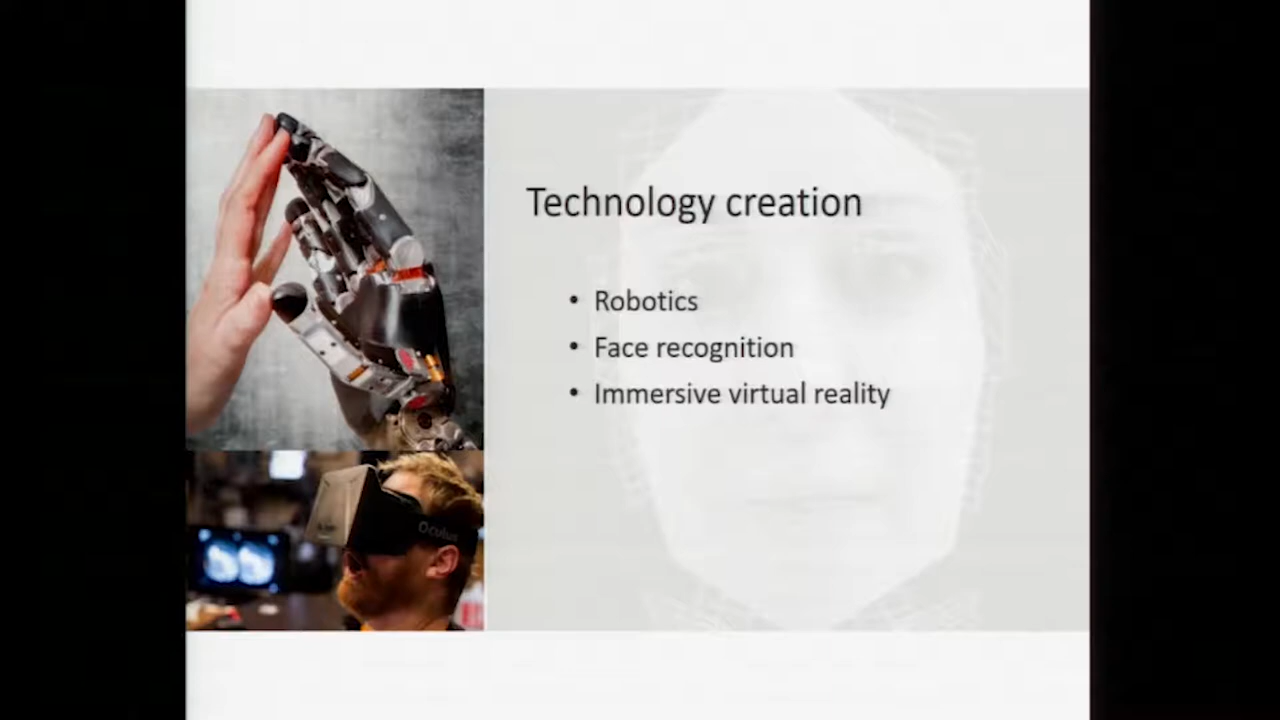 Technology creation
• Robotics
• Face recognition
• Immersive virtual reality
Oculus